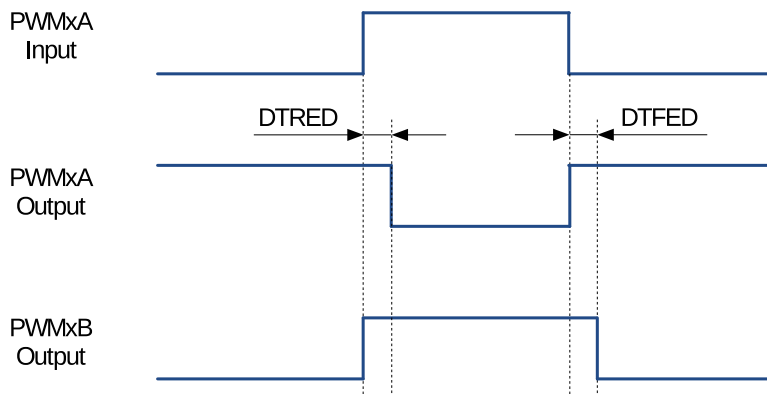 PWMxA
Input
DTRED
DTFED
PWMxA
Output
PWMxB
Output